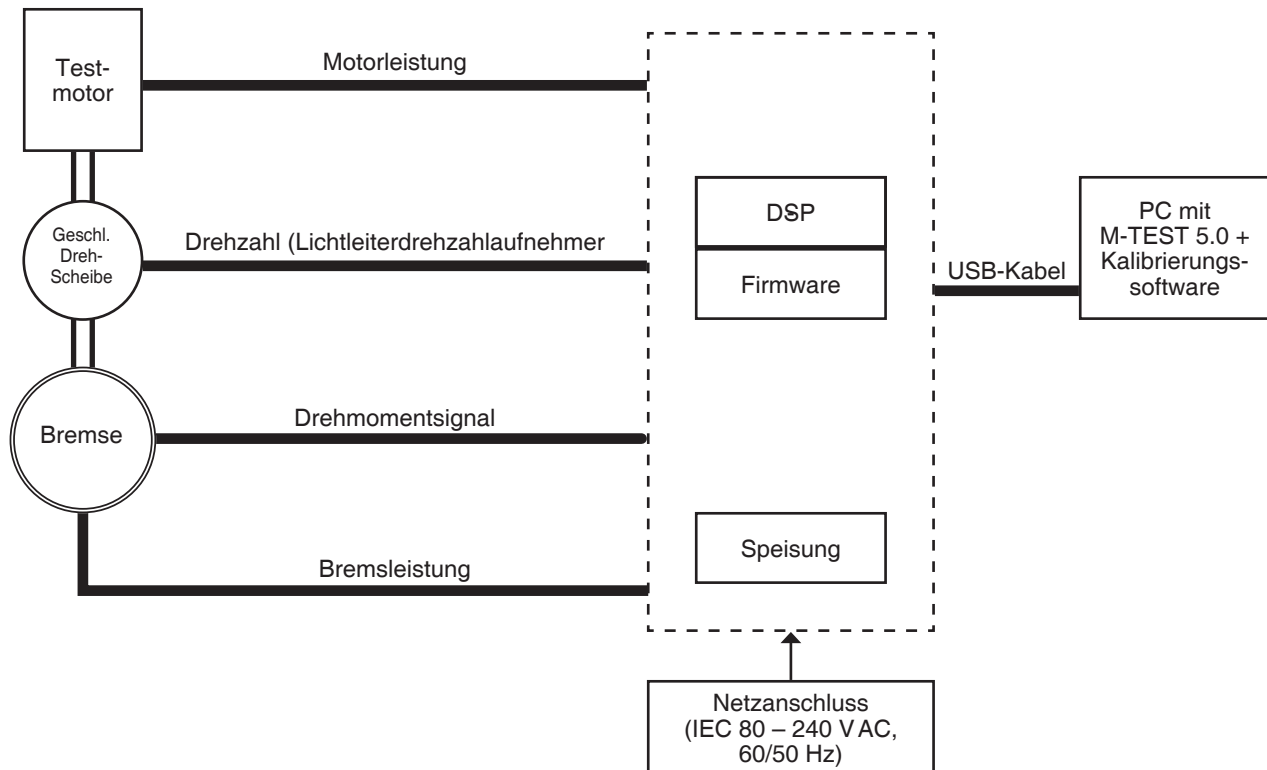 Test-
motor
Motorleistung
Geschl.
Dreh-
Scheibe
Drehzahl (Lichtleiterdrehzahlaufnehmer
DSP
Firmware
USB-Kabel
PC mit
M-TEST 5.0 +
Kalibrierungs-
software
Bremse
Drehmomentsignal
Speisung
Bremsleistung
Netzanschluss
(IEC 80 – 240 V AC,
60/50 Hz)